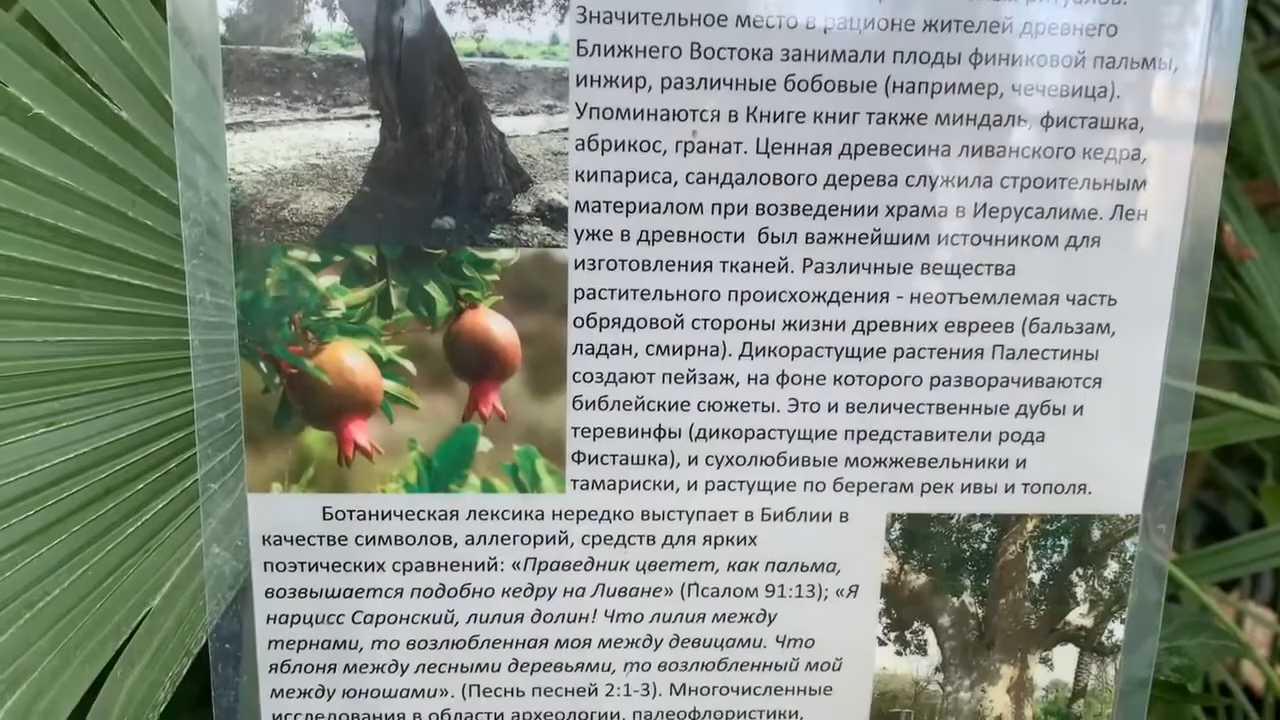 Значительное место в рационе жителей древнего
Ближнего Востока занимали плоды финиковой пальмы,
инжир, различные бобовые (например, чечевица).
Упоминаются в Книге книг также миндаль, фисташка,
абрикос, гранат. Ценная древесина ливанского кедра,
кипариса, сандалового дерева служила строительным
материалом при возведении храма в Иерусалиме. Лен
уже в древности был важнейшим источником для
изготовления тканей. Различные вещества
растительного происхождения - неотъемлемая часть
обрядовой стороны жизни древних евреев (бальзам,
ладан, смирна). Дикорастущие растения Палестины
создают пейзаж, на фоне которого разворачиваются
библейские сюжеты. Это и величественные дубы и
теревинфы (дикорастущие представители рода
Фисташка), и сухолюбивые можжевельники и
тамариски, и растущие по берегам рек ивы и тополя.
Ботаническая лексика нередко выступает в Библии в
качестве символов, аллегорий, средств для ярких
поэтических сравнений: «Праведник цветет, как пальма,
возвышается подобно кедру на Ливане» (Псалом 91:13); «Я
нарцисс Саронский, лилия долин! Что лилия между
тернами, то возлюбленная моя между девицами. Что
яблоня между лесными деревьями, то возлюбленный мой
между юношами». (Песнь песней 2:1-3). Многочисленные
исследования в области археологии, палеофлористики,